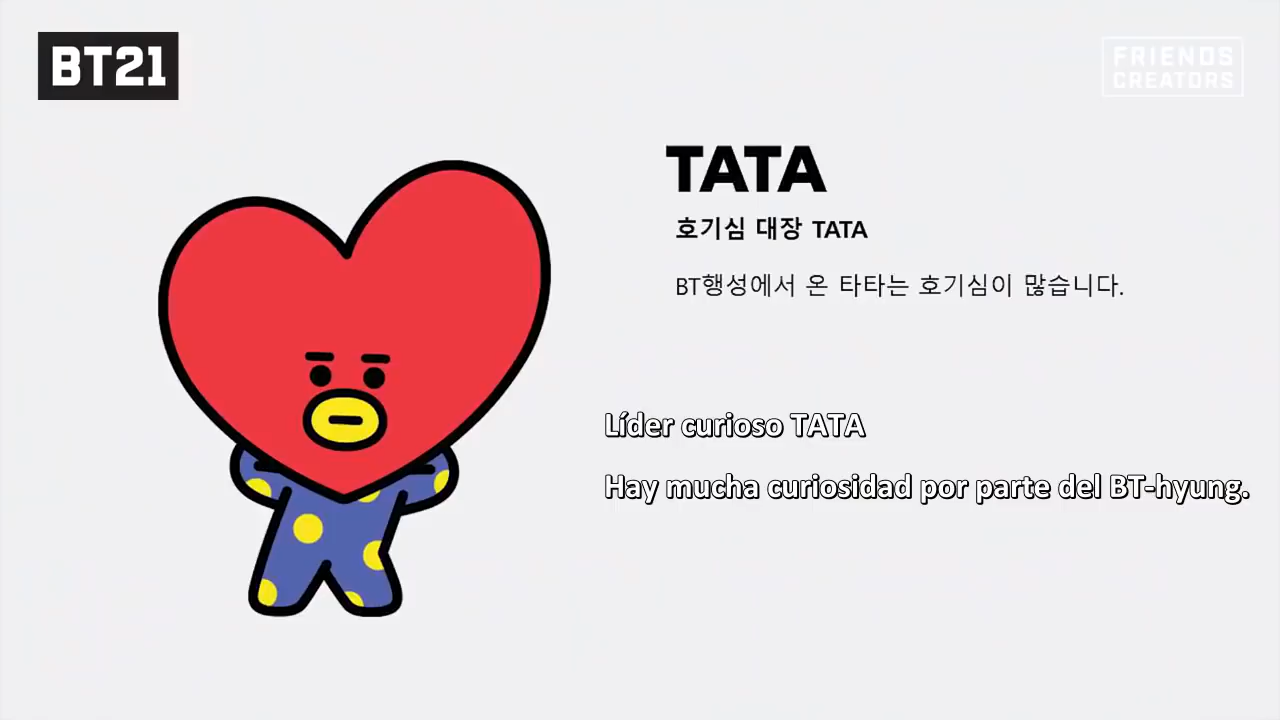 BT21
FRIENDS
CREATORS
TATA
호기심 대장 TATA
BT행성에서 온 타타는 호기심이 많습니다.
Líder curioso TATA
Hay mucha curiosidad por parte del BT-hyung.